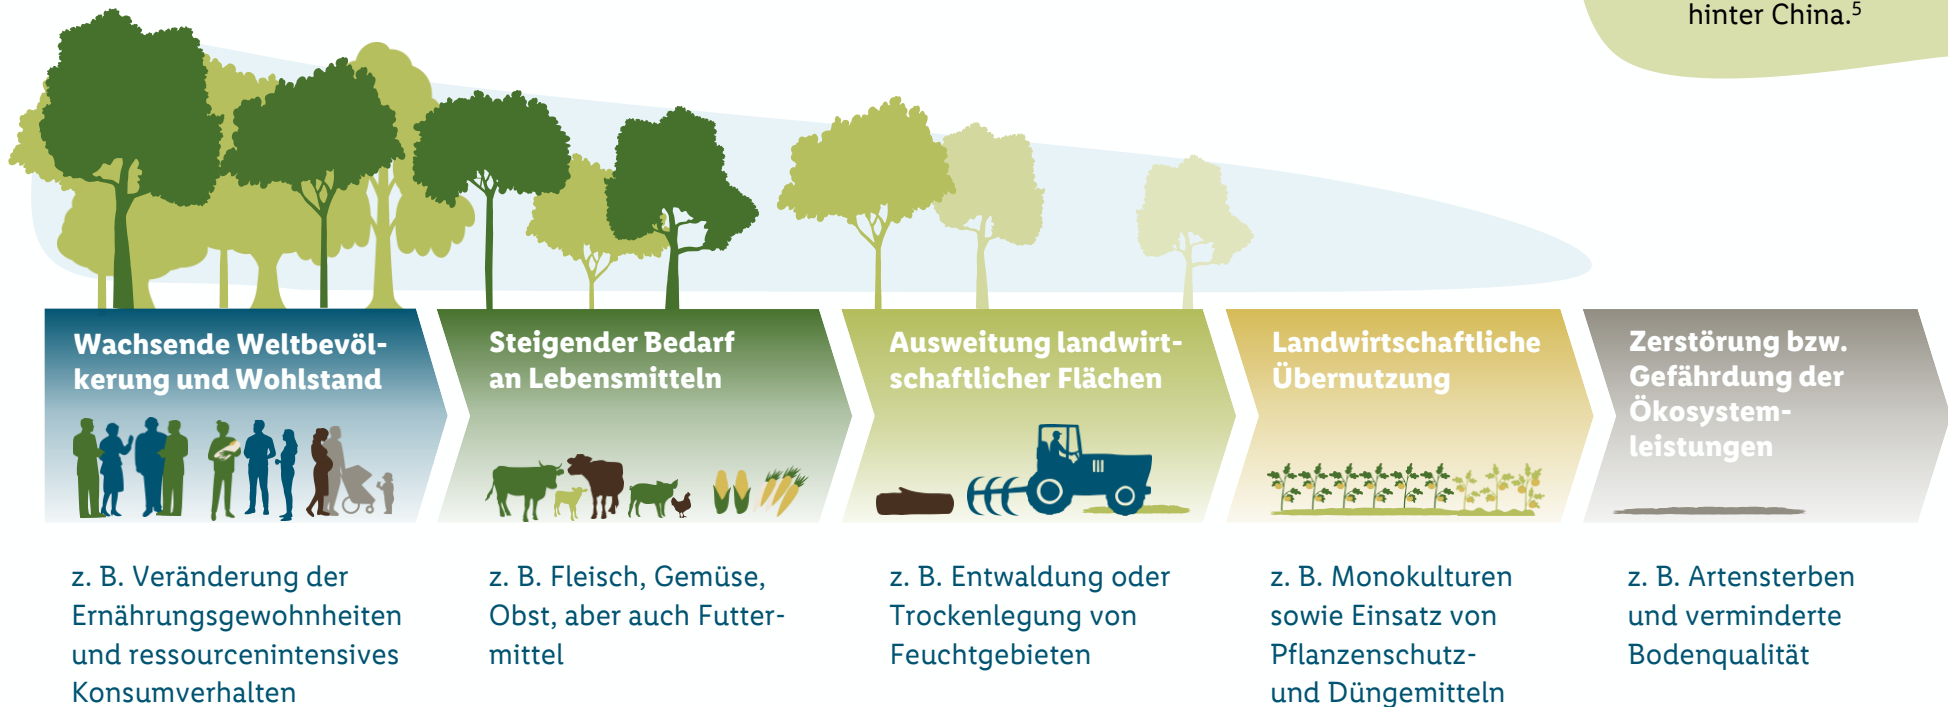 hinter China.⁵
Wachsende Weltbevöl-
kerung und Wohlstand
Steigender Bedarf
an Lebensmitteln
Ausweitung landwirt-
schaftlicher Flächen
Landwirtschaftliche
Übernutzung
Zerstörung bzw.
Gefährdung der
Ökosystem-
leistungen
z. B. Veränderung der
Ernährungsgewohnheiten
und ressourcenintensives
Konsumverhalten
z. B. Fleisch, Gemüse,
Obst, aber auch Futter-
mittel
z. B. Entwaldung oder
Trockenlegung von
Feuchtgebieten
z. B. Monokulturen
sowie Einsatz von
Pflanzenschutz-
und Düngemitteln
z. B. Artensterben
und verminderte
Bodenqualität